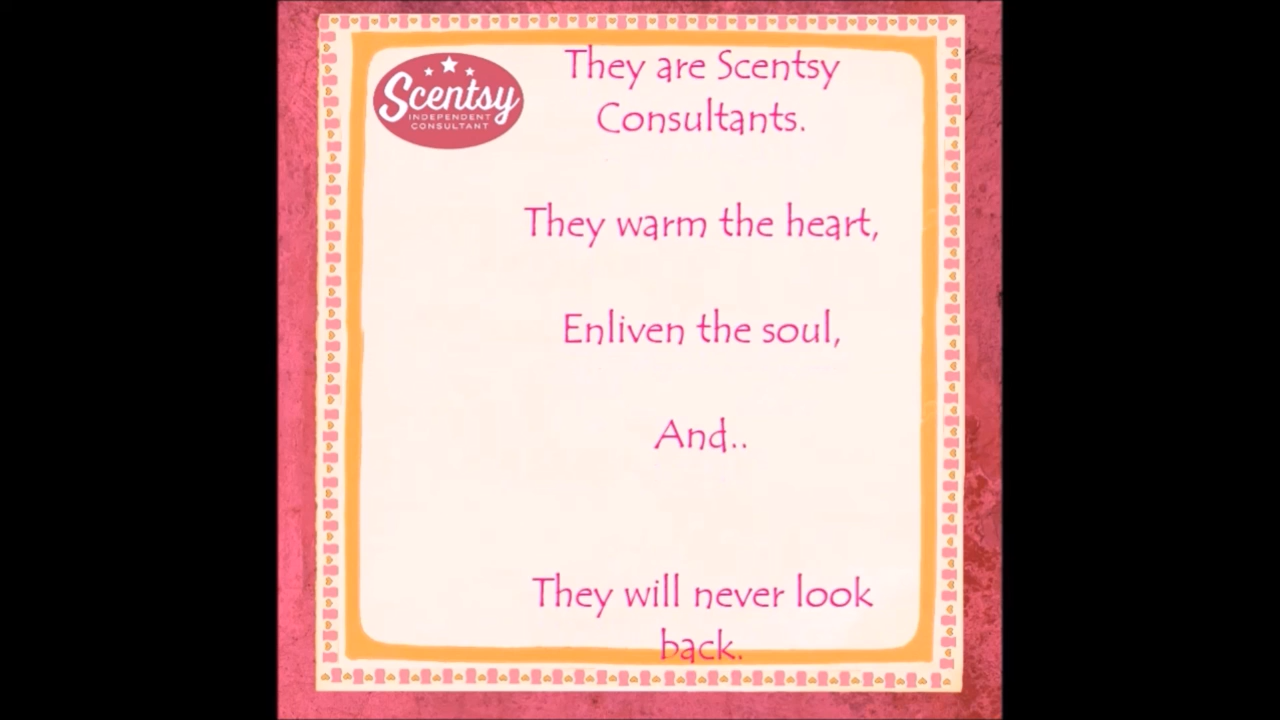 Scentsy
INDEPENDENT
CONSULTANT
They are Scentsy
Consultants.
They warm the heart,
Enliven the soul,
And..
They will never look
back.